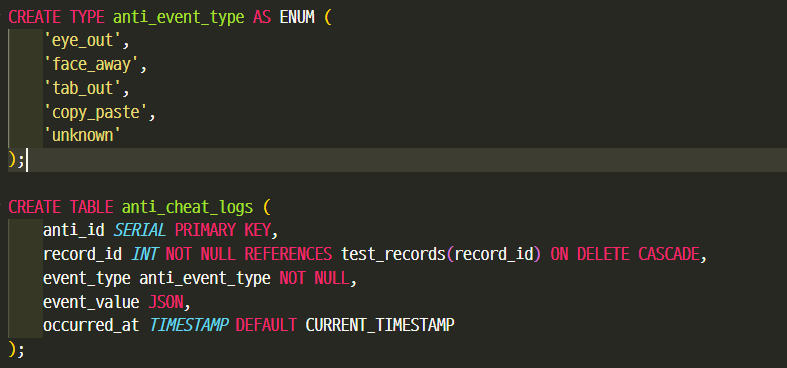 CREATE TYPE anti_event_type AS ENUM (
    'eye_out',
    'face_away',
    'tab_out',
    'copy_paste',
    'unknown'
);

CREATE TABLE anti_cheat_logs (
    anti_id SERIAL PRIMARY KEY,
    record_id INT NOT NULL REFERENCES test_records(record_id) ON DELETE CASCADE,
    event_type anti_event_type NOT NULL,
    event_value JSON,
    occurred_at TIMESTAMP DEFAULT CURRENT_TIMESTAMP
);